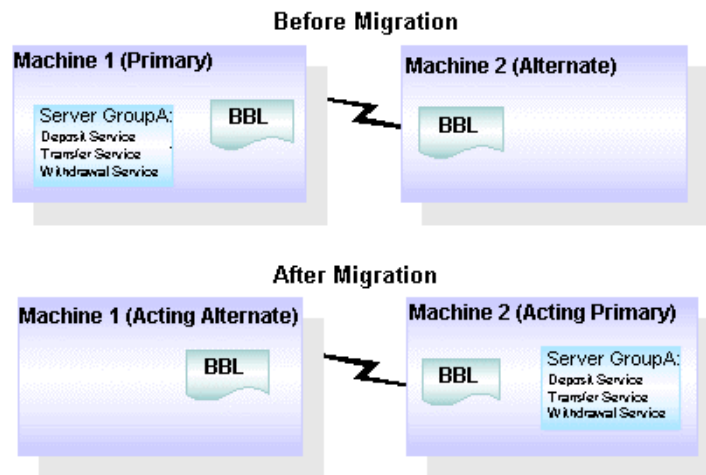 Before Migration
Machine 1 (Primary)
Server GroupA:
Deposit Service
Transfer Service
Withdrawal Service
BBL
Machine 2 (Alternate)
BBL
After Migration
Machine 1 (Acting Alternate)
BBL
Machine 2 (Acting Primary)
BBL
Server GroupA:
Deposit Service
Transfer Service
Withdrawal Service